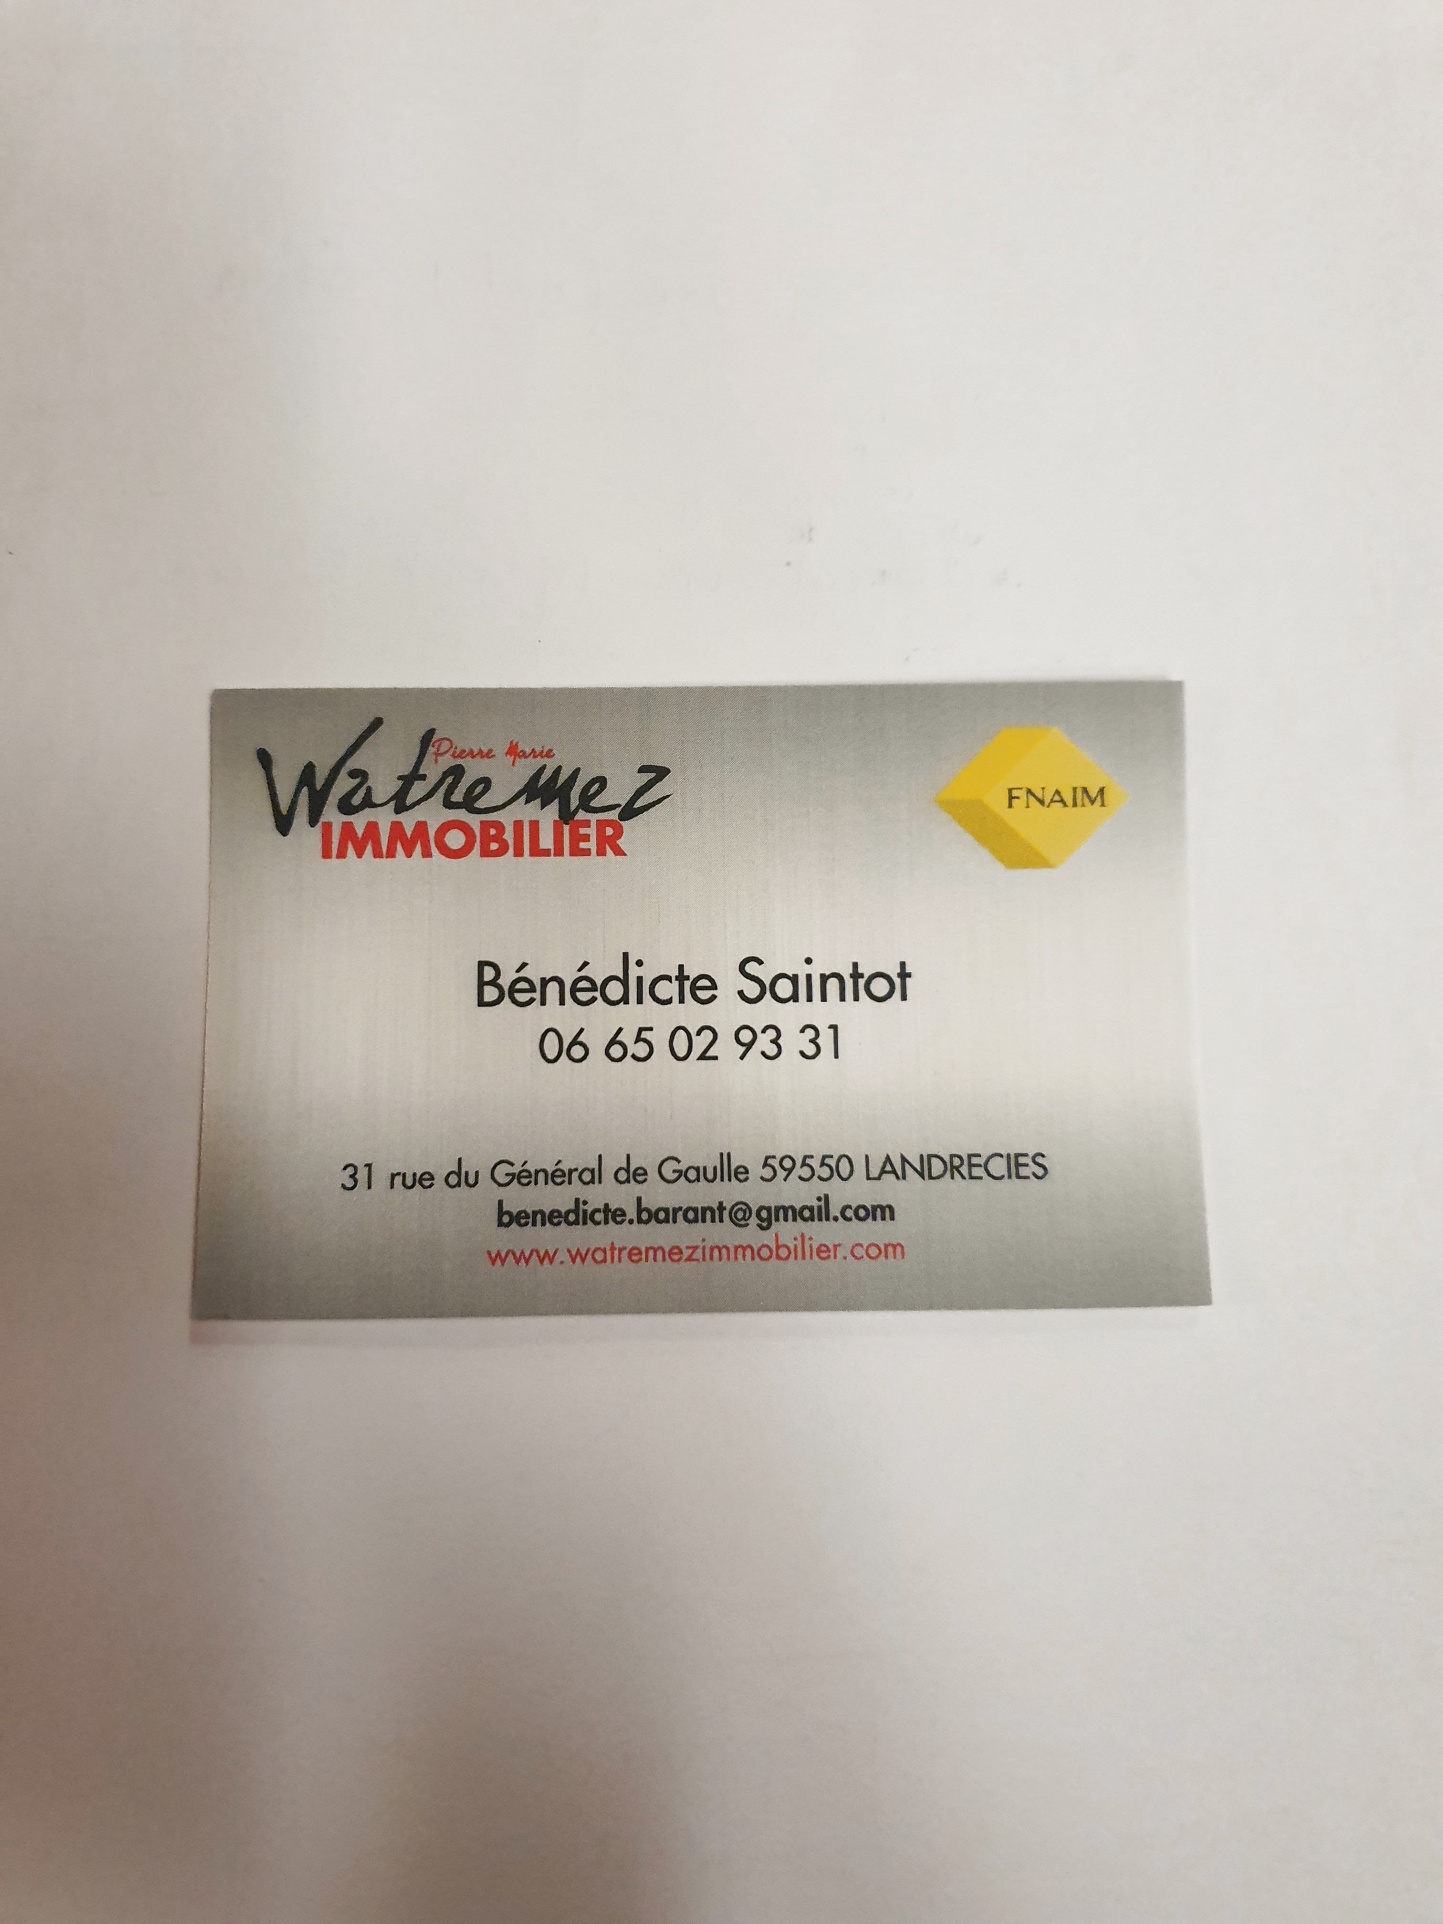 Pierre Marie
Watremez
IMMOBILIER
FNAIM
Bénédicte Saintot
06 65 02 93 31
31 rue du Général de Gaulle 59550 LANDRECIES
benedicte.barant@gmail.com
www.watremezimmobilier.com